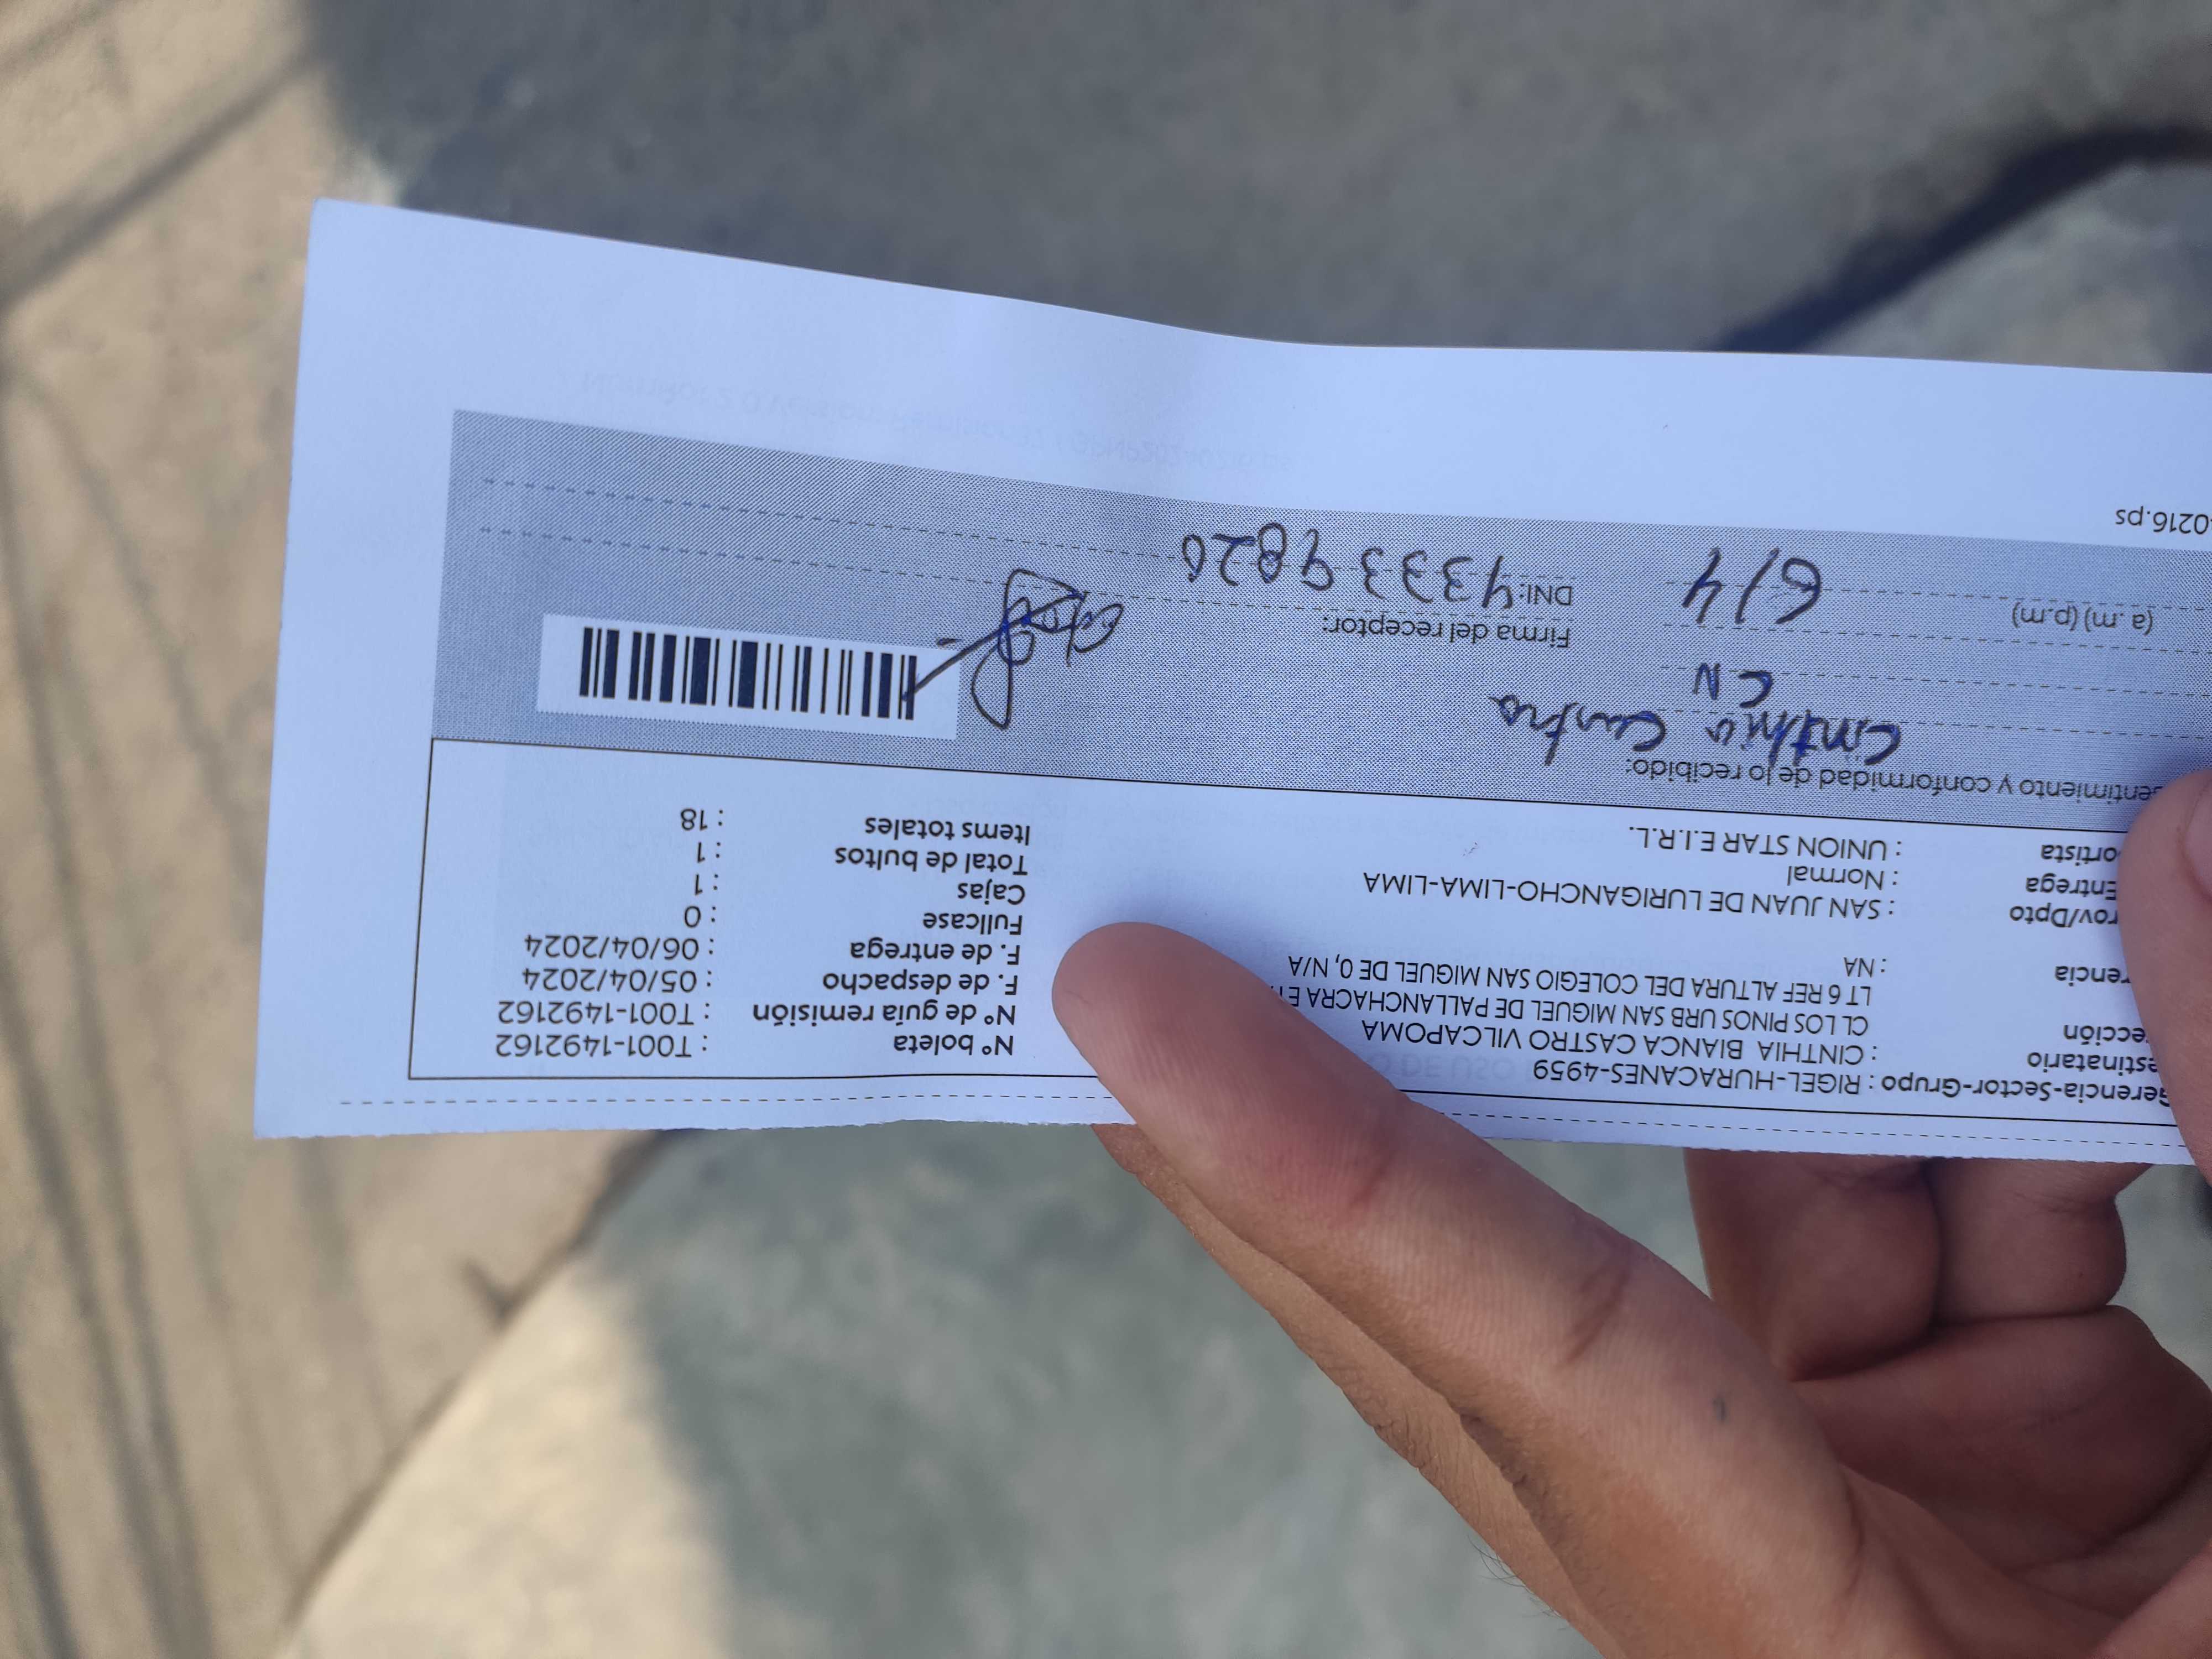 Gerencia-Sector-Grupo : RIGEL-HURACANES-4959
estinatario : CINTHIA BIANCA CASTRO VILCAPOMA
ección : CL LOS PINOS URB SAN MIGUEL DE PALLANCHACRA ET
LT 6 REF ALTURA DEL COLEGIO SAN MIGUEL DE 0, N/A
erencia : NA
rov/Dpto : SAN JUAN DE LURIGANCHO-LIMA-LIMA
Entrega : Normal
ortista : UNION STAR E.I.R.L.
N° boleta : T001-1492162
N° de guía remisión : T001-1492162
F. de despacho : 05/04/2024
F. de entrega : 06/04/2024
Fullcase : 0
Cajas : 1
Total de bultos : 1
Items totales : 18
entimiento y conformidad de lo recibido:
Cinthia Castro
CN
(a.m) (p.m) 6/4
Firma del receptor:
DNI: 43339820
0216.ps